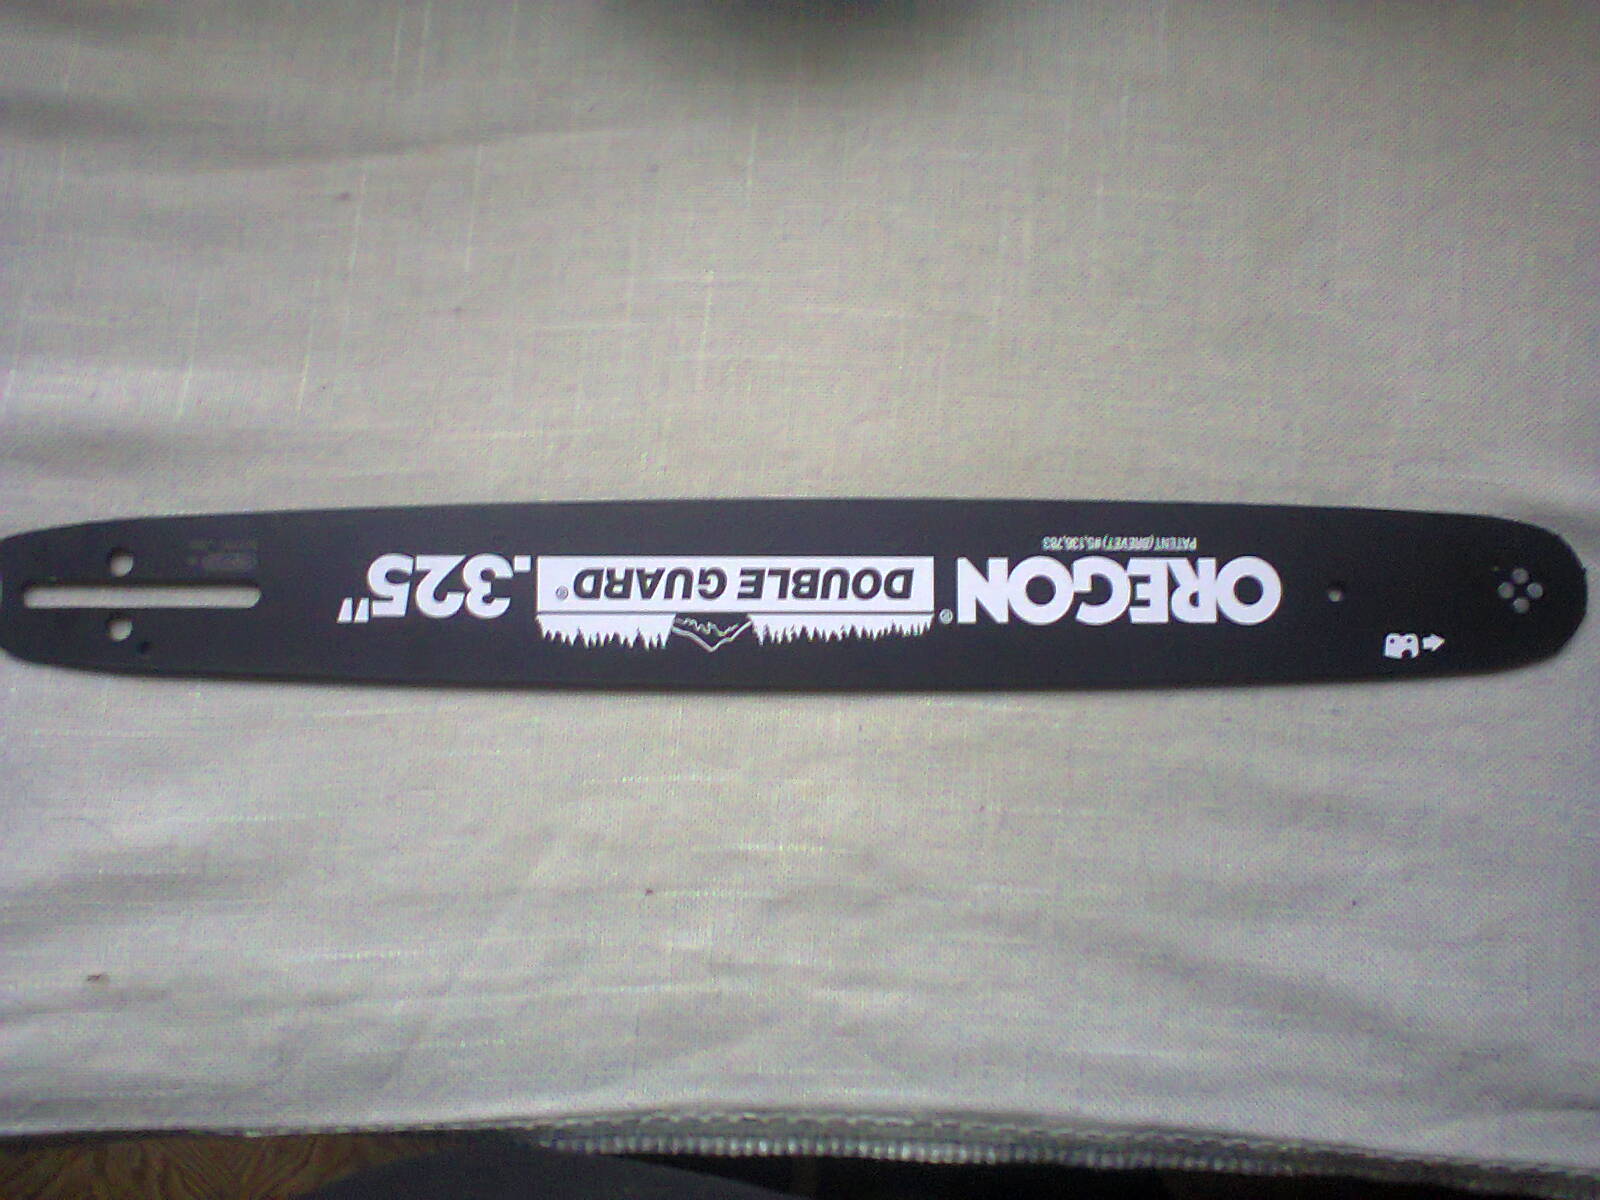 OREGON® DOUBLE GUARD® .325"
PATENT (BREVET) #5,136,783